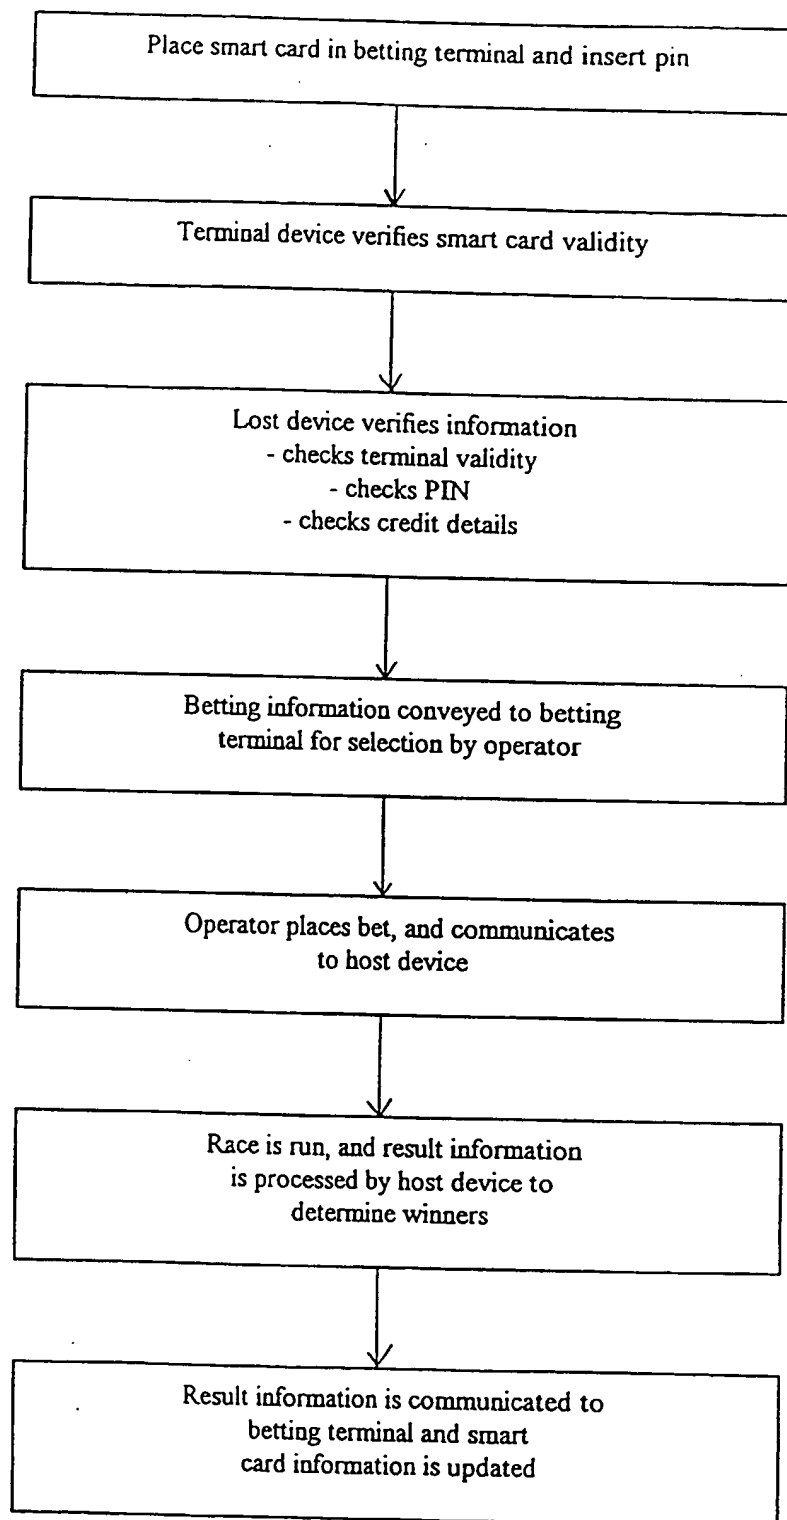 Place smart card in betting terminal and insert pin
Terminal device verifies smart card validity
Lost device verifies information
- checks terminal validity
- checks PIN
- checks credit details
Betting information conveyed to betting
terminal for selection by operator
Operator places bet, and communicates
to host device
Race is run, and result information
is processed by host device to
determine winners
Result information is communicated to
betting terminal and smart
card information is updated